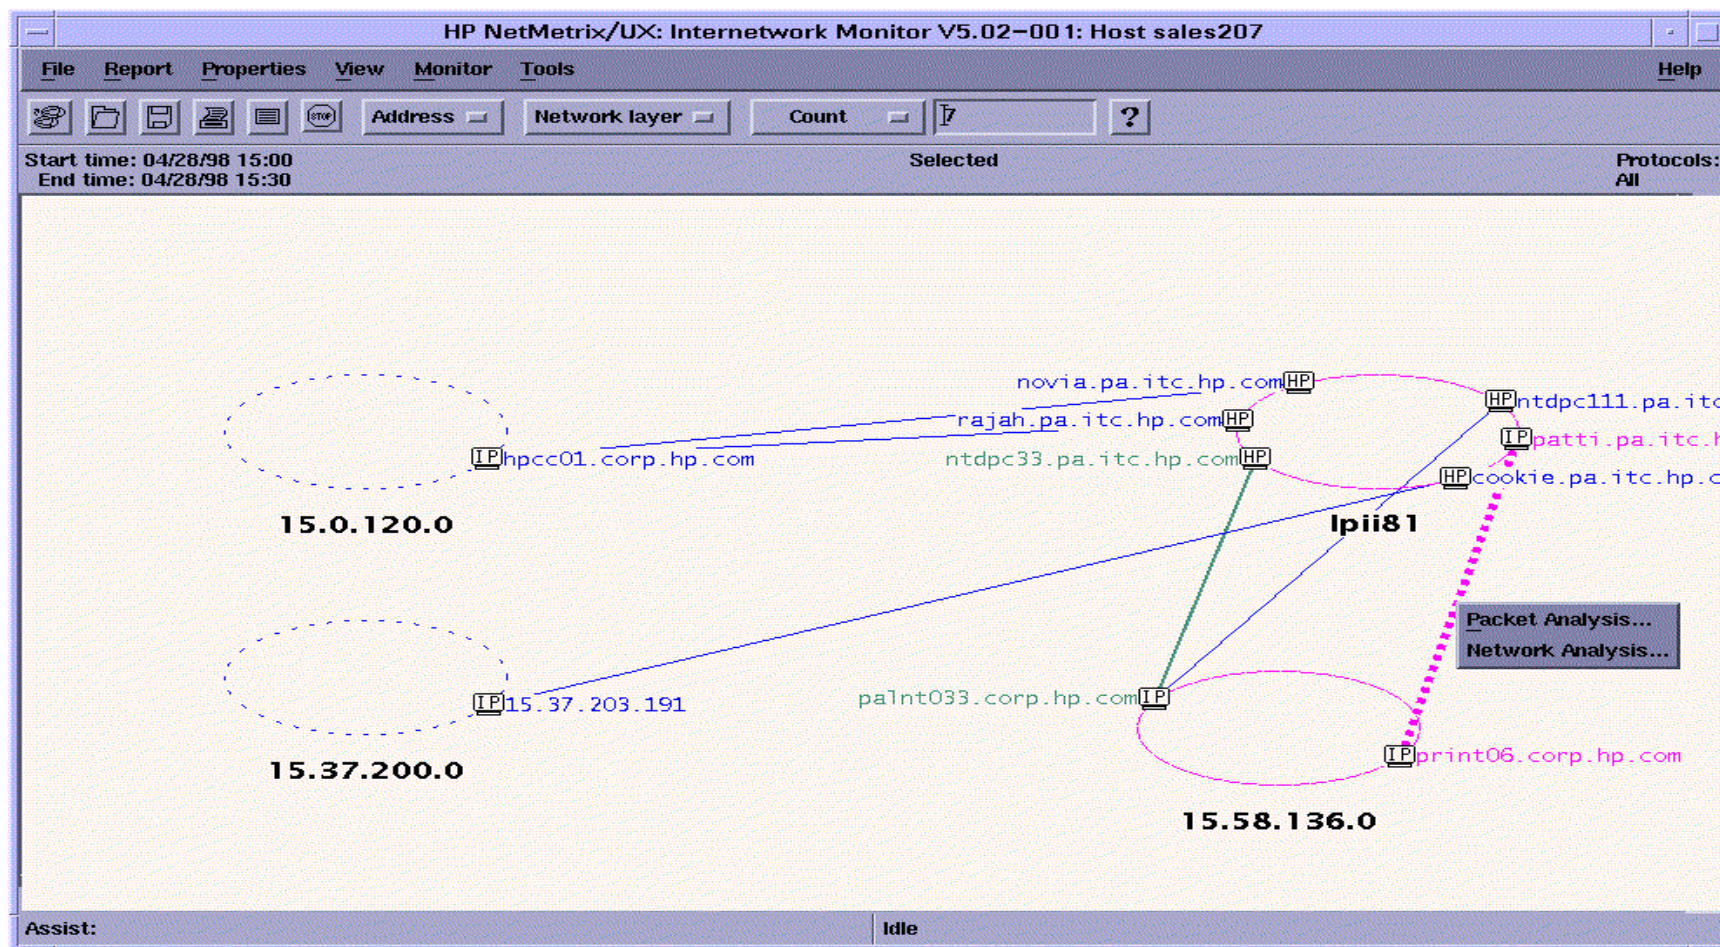 HP NetMetrix/UX: Internetwork Monitor V5.02-001: Host sales207
File Report Properties View Monitor Tools Help
STOP Address Network layer Count 7 ?
Start time: 04/28/98 15:00 Selected Protocols:
End time: 04/28/98 15:30 All
novia.pa.itc.hp.com HP
HP ntdpc111.pa.itc
rajah.pa.itc.hp.com HP
IP patti.pa.itc.h
IP hpcc01.corp.hp.com
ntdpc33.pa.itc.hp.com HP
HP cookie.pa.itc.hp.c
15.0.120.0
lpii81
Packet Analysis...
Network Analysis...
IP 15.37.203.191
palnt033.corp.hp.com IP
IP print06.corp.hp.com
15.37.200.0
15.58.136.0
Assist: Idle